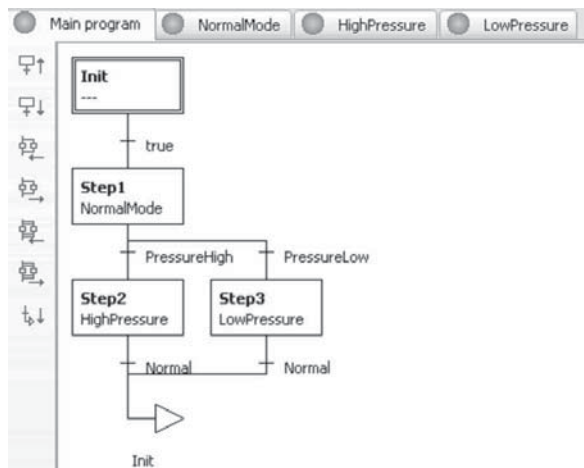 Main program NormalMode HighPressure LowPressure
Init
---
true
Step1
NormalMode
PressureHigh PressureLow
Step2 Step3
HighPressure LowPressure
Normal Normal
Init